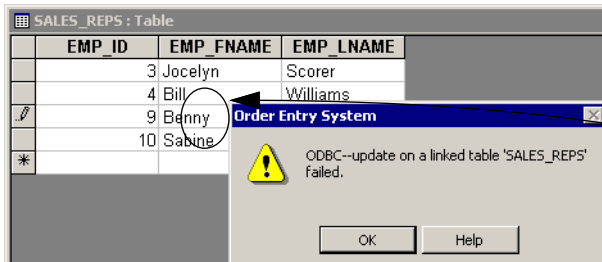 SALES_REPS : Table
EMP_ID EMP_FNAME EMP_LNAME
3 Jocelyn Scorer
4 Bill Williams
9 Benny
10 Sabine
Order Entry System
ODBC--update on a linked table 'SALES_REPS'
failed.
OK Help